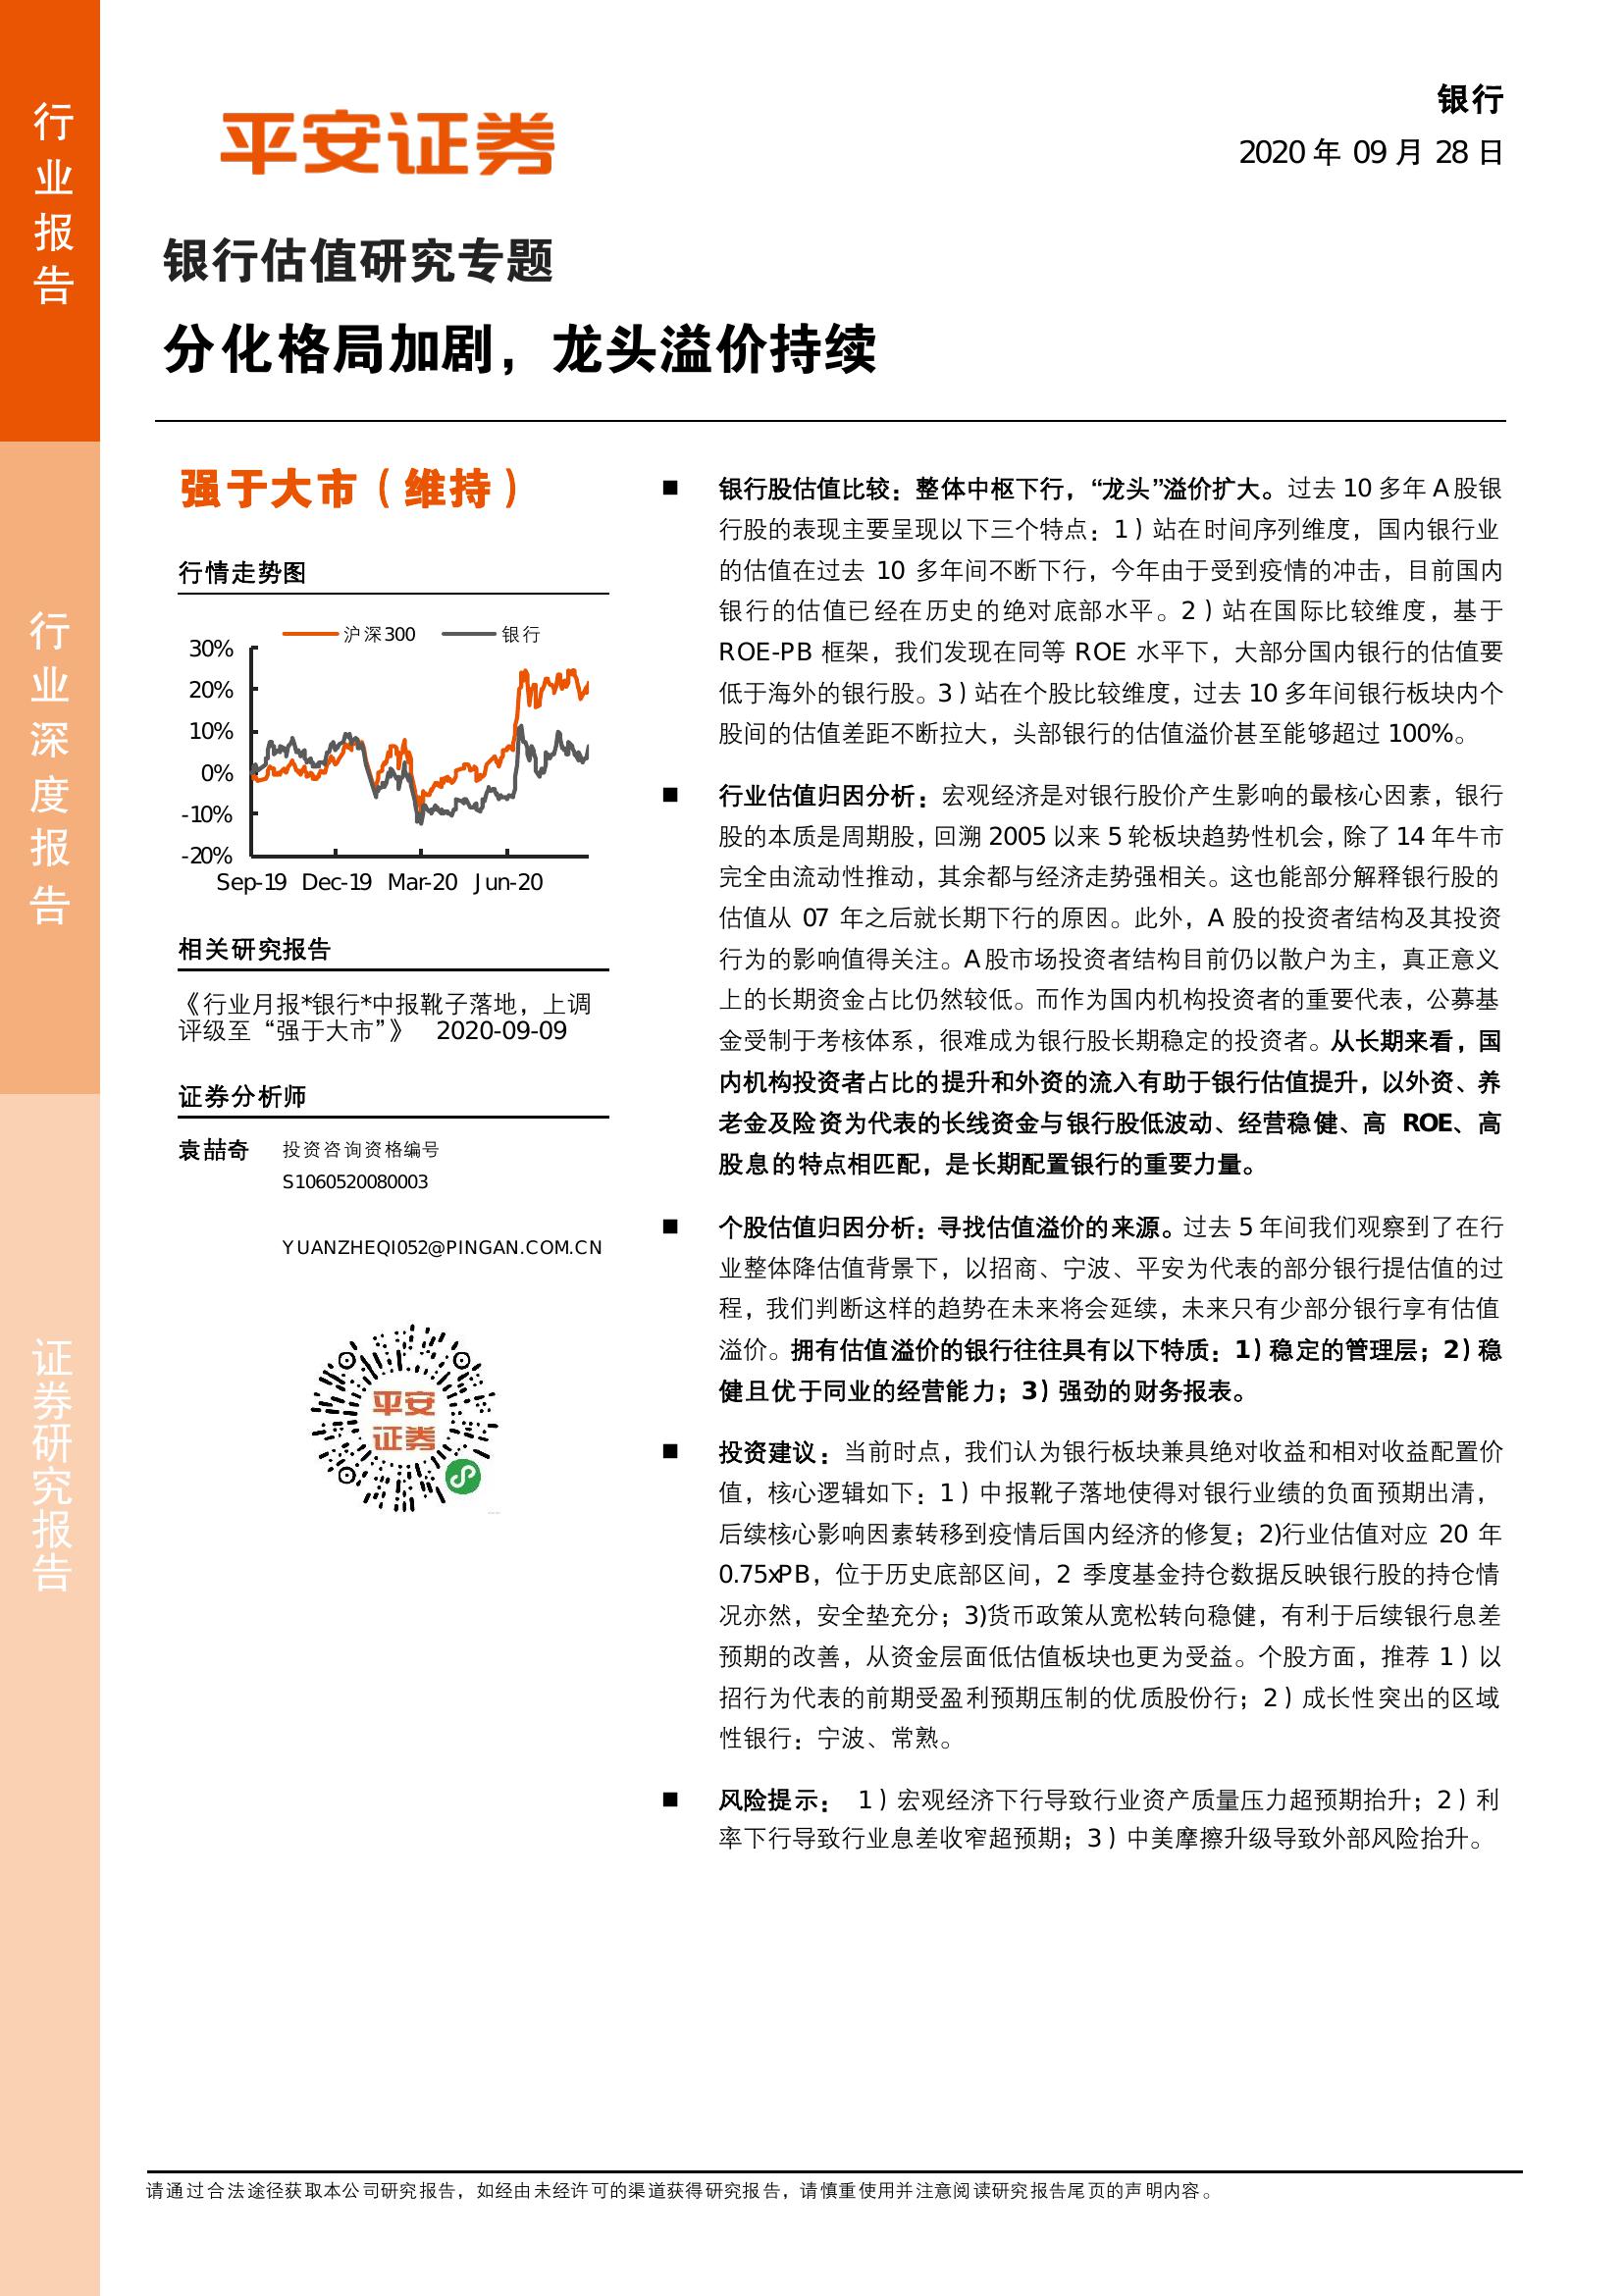 行业报告
行业深度报告
证券研究报告
平安证券
银行
2020 年 09 月 28 日
银行估值研究专题
分化格局加剧，龙头溢价持续
强于大市（维持）
行情走势图
沪深300 银行
30%
20%
10%
0%
-10%
-20%
Sep-19 Dec-19 Mar-20 Jun-20
相关研究报告
《行业月报*银行*中报靴子落地，上调
评级至“强于大市”》 2020-09-09
证券分析师
袁喆奇 投资咨询资格编号
S1060520080003
YUANZHEQI052@PINGAN.COM.CN
平安
证券
■ 银行股估值比较：整体中枢下行，“龙头”溢价扩大。过去 10 多年 A 股银
行股的表现主要呈现以下三个特点：1）站在时间序列维度，国内银行业
的估值在过去 10 多年间不断下行，今年由于受到疫情的冲击，目前国内
银行的估值已经在历史的绝对底部水平。2）站在国际比较维度，基于
ROE-PB 框架，我们发现在同等 ROE 水平下，大部分国内银行的估值要
低于海外的银行股。3）站在个股比较维度，过去 10 多年间银行板块内个
股间的估值差距不断拉大，头部银行的估值溢价甚至能够超过 100%。
■ 行业估值归因分析：宏观经济是对银行股价产生影响的最核心因素，银行
股的本质是周期股，回溯 2005 以来 5 轮板块趋势性机会，除了 14 年牛市
完全由流动性推动，其余都与经济走势强相关。这也能部分解释银行股的
估值从 07 年之后就长期下行的原因。此外，A 股的投资者结构及其投资
行为的影响值得关注。A 股市场投资者结构目前仍以散户为主，真正意义
上的长期资金占比仍然较低。而作为国内机构投资者的重要代表，公募基
金受制于考核体系，很难成为银行股长期稳定的投资者。从长期来看，国
内机构投资者占比的提升和外资的流入有助于银行估值提升，以外资、养
老金及险资为代表的长线资金与银行股低波动、经营稳健、高 ROE、高
股息的特点相匹配，是长期配置银行的重要力量。
■ 个股估值归因分析：寻找估值溢价的来源。过去 5 年间我们观察到了在行
业整体降估值背景下，以招商、宁波、平安为代表的部分银行提估值的过
程，我们判断这样的趋势在未来将会延续，未来只有少部分银行享有估值
溢价。拥有估值溢价的银行往往具有以下特质：1）稳定的管理层；2）稳
健且优于同业的经营能力；3）强劲的财务报表。
■ 投资建议：当前时点，我们认为银行板块兼具绝对收益和相对收益配置价
值，核心逻辑如下：1）中报靴子落地使得对银行业绩的负面预期出清，
后续核心影响因素转移到疫情后国内经济的修复；2)行业估值对应 20 年
0.75xPB，位于历史底部区间，2 季度基金持仓数据反映银行股的持仓情
况亦然，安全垫充分；3)货币政策从宽松转向稳健，有利于后续银行息差
预期的改善，从资金层面低估值板块也更为受益。个股方面，推荐 1）以
招行为代表的前期受盈利预期压制的优质股份行；2）成长性突出的区域
性银行：宁波、常熟。
■ 风险提示： 1）宏观经济下行导致行业资产质量压力超预期抬升；2）利
率下行导致行业息差收窄超预期；3）中美摩擦升级导致外部风险抬升。
请通过合法途径获取本公司研究报告，如经由未经许可的渠道获得研究报告，请慎重使用并注意阅读研究报告尾页的声明内容。